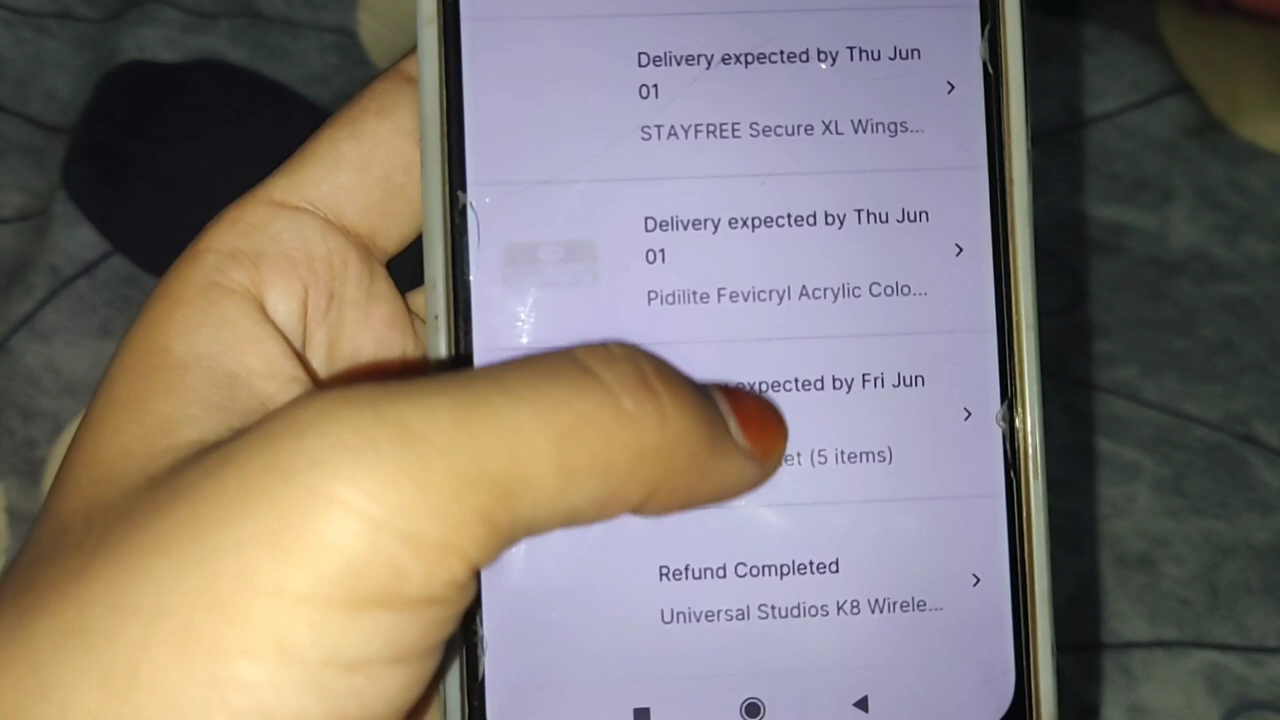 Delivery expected by Thu Jun
01
STAYFREE Secure XL Wings...
Delivery expected by Thu Jun
01
Pidilite Fevicryl Acrylic Colo...
expected by Fri Jun
(5 items)
Refund Completed
Universal Studios K8 Wirele...